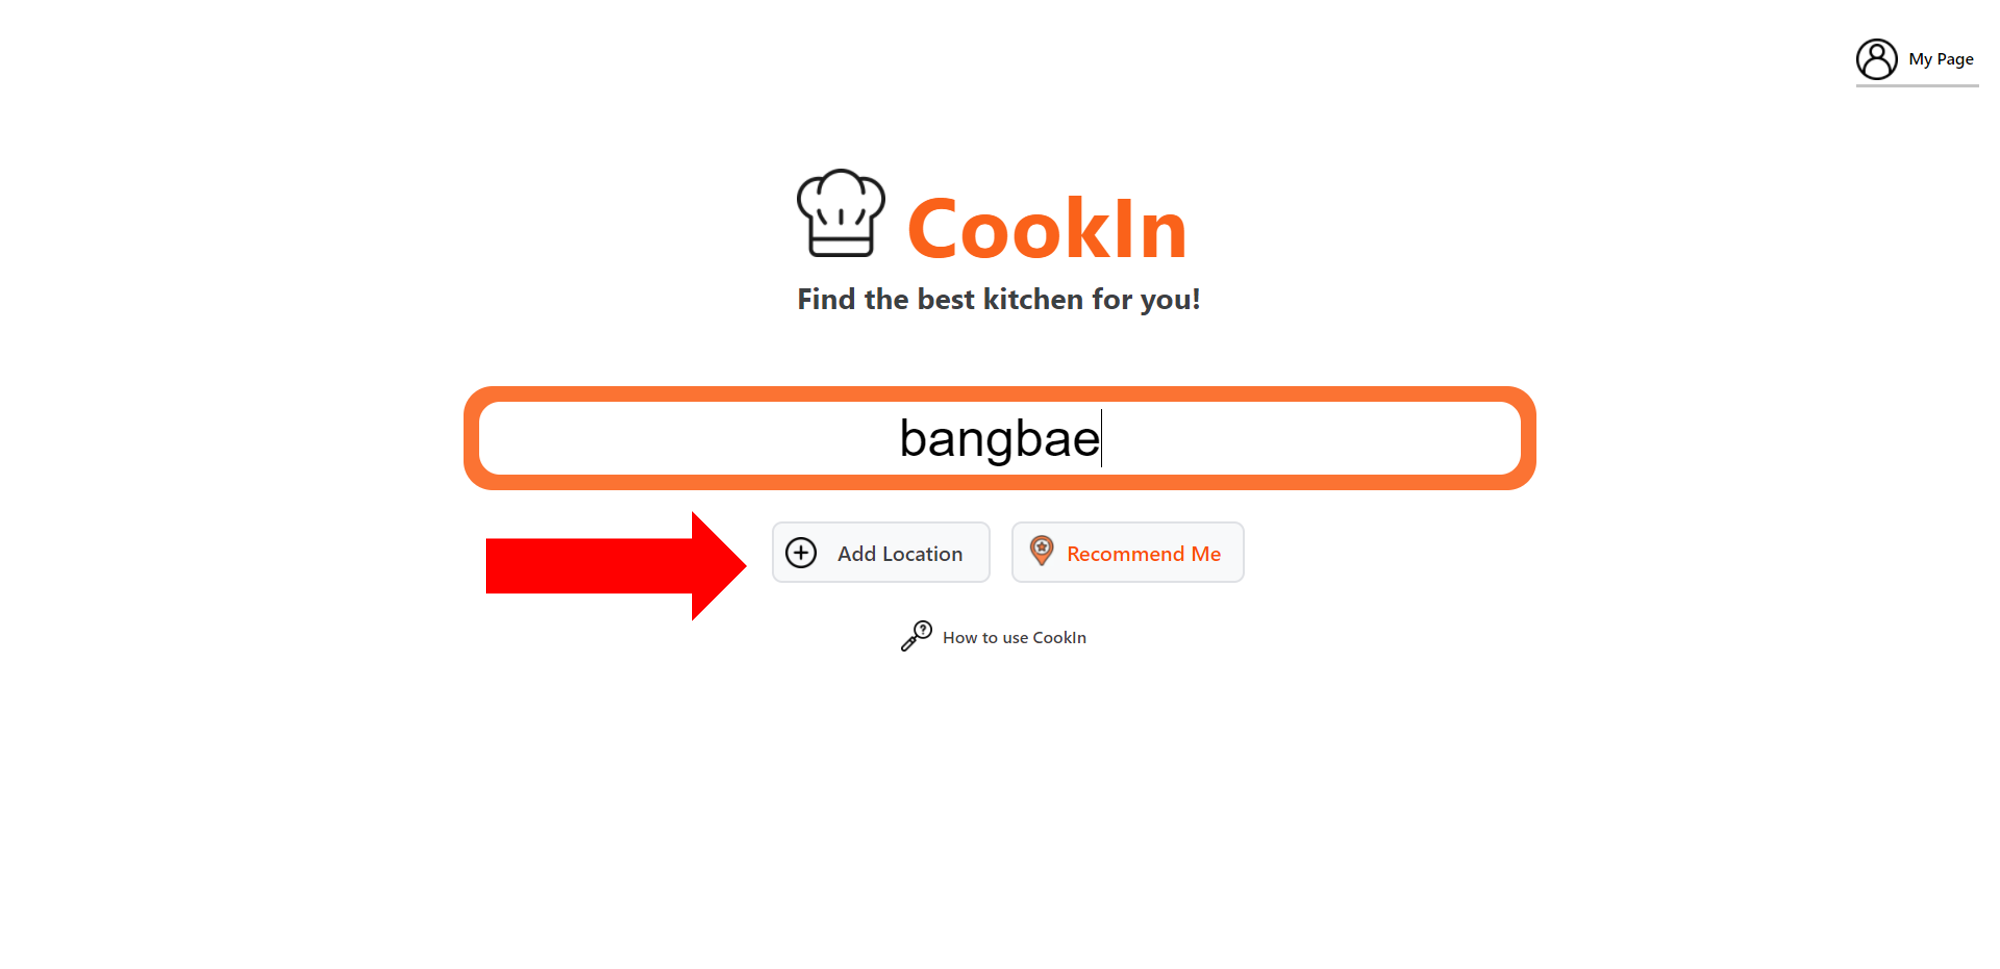 My Page
CookIn
Find the best kitchen for you!
bangbae
Add Location
Recommend Me
How to use CookIn